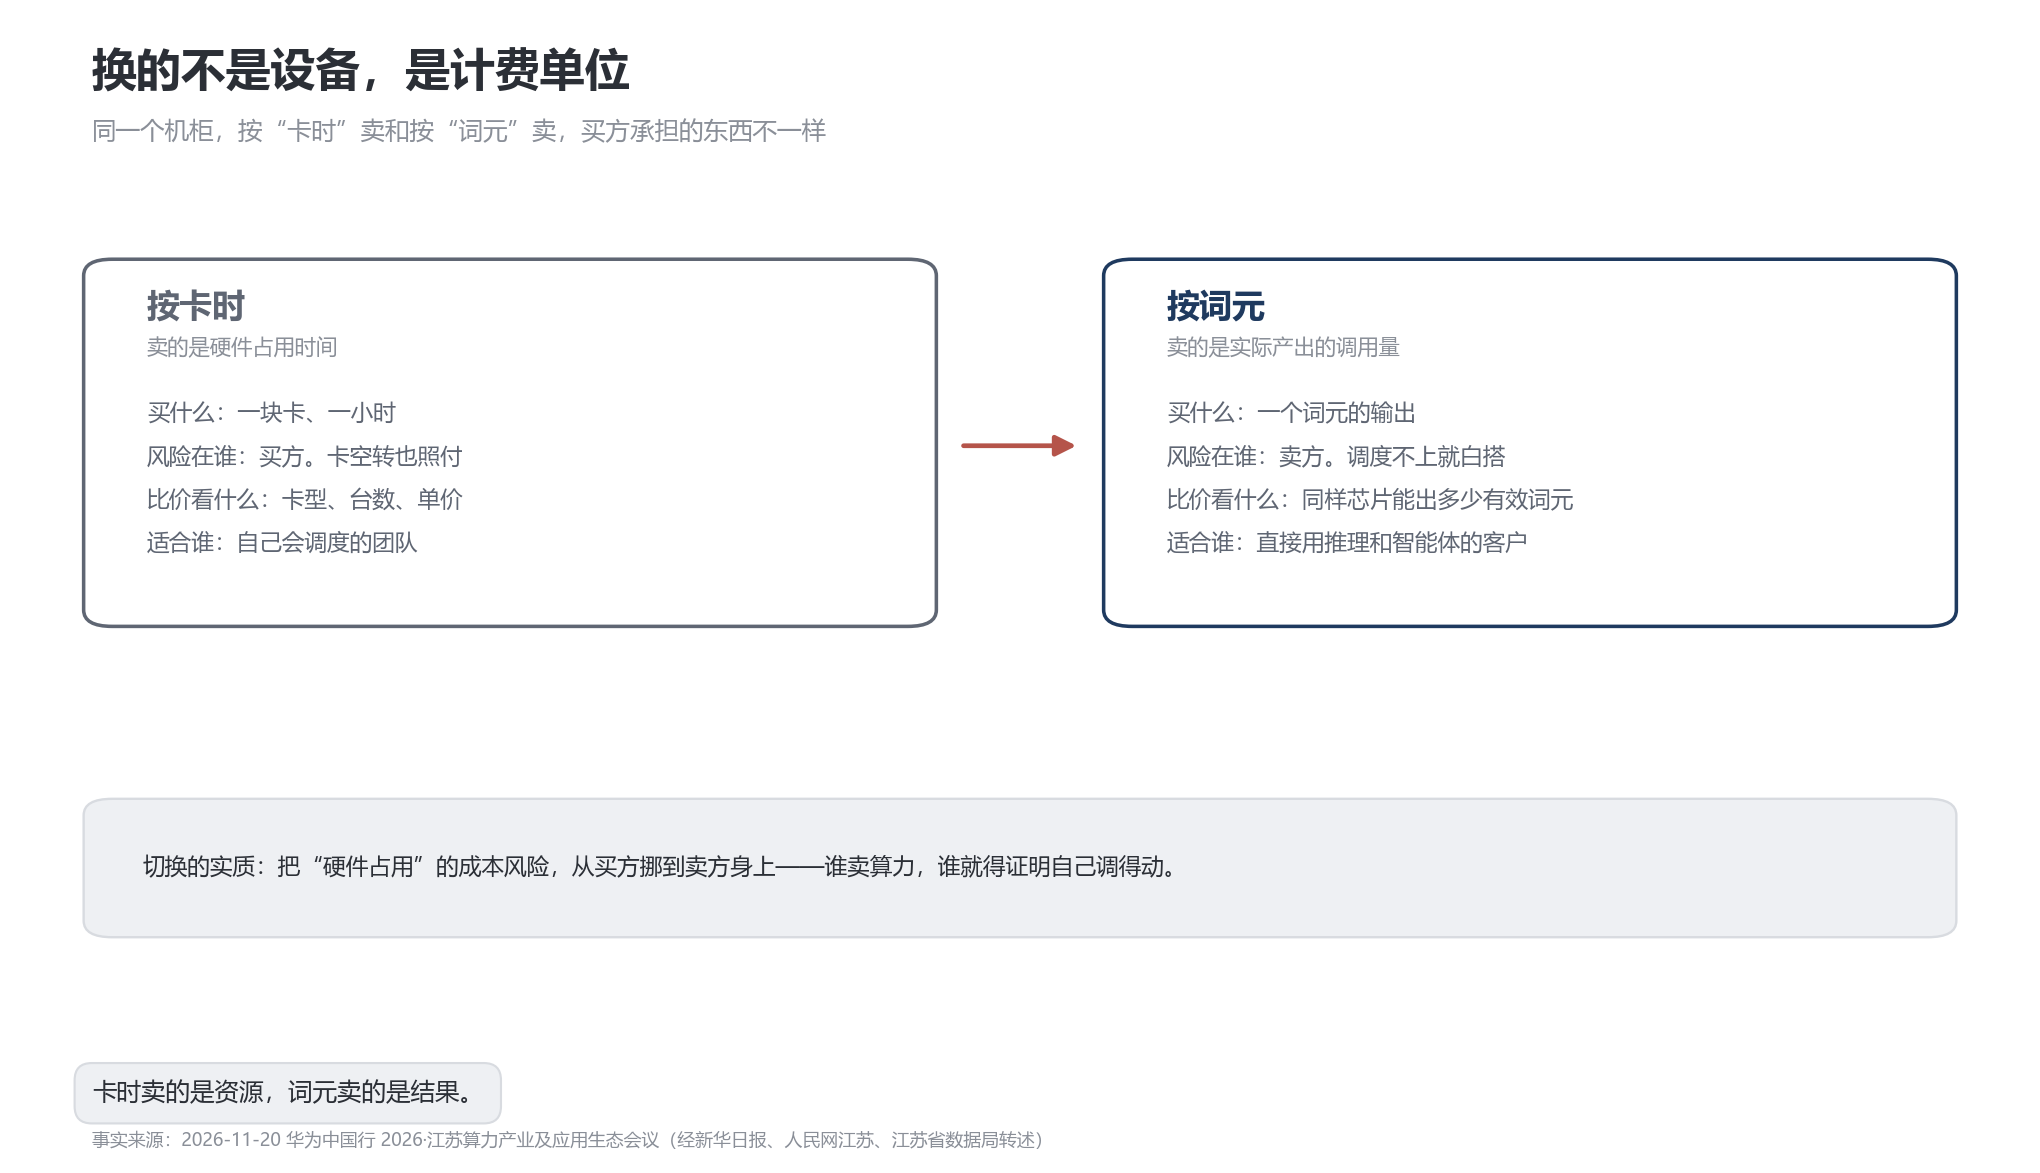 换的不是设备，是计费单位
同一个机柜，按“卡时”卖和按“词元”卖，买方承担的东西不一样
按卡时
卖的是硬件占用时间
买什么：一块卡、一小时
风险在谁：买方。卡空转也照付
比价看什么：卡型、台数、单价
适合谁：自己会调度的团队
按词元
卖的是实际产出的调用量
买什么：一个词元的输出
风险在谁：卖方。调度不上就白搭
比价看什么：同样芯片能出多少有效词元
适合谁：直接用推理和智能体的客户
切换的实质：把“硬件占用”的成本风险，从买方挪到卖方身上——谁卖算力，谁就得证明自己调得动。
卡时卖的是资源，词元卖的是结果。
事实来源：2026-11-20 华为中国行 2026·江苏算力产业及应用生态会议（经新华日报、人民网江苏、江苏省数据局转述）